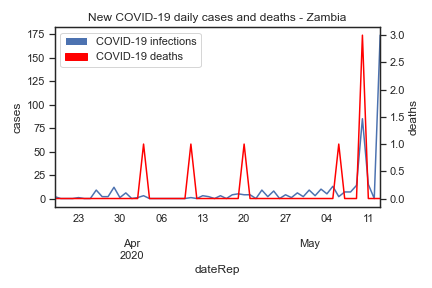 New COVID-19 daily cases and deaths - Zambia
COVID-19 infections
COVID-19 deaths
cases
175
150
125
100
75
50
25
0
deaths
3.0
2.5
2.0
1.5
1.0
0.5
0.0
23 30 06 13 20 27 04 11
Apr May
2020
dateRep